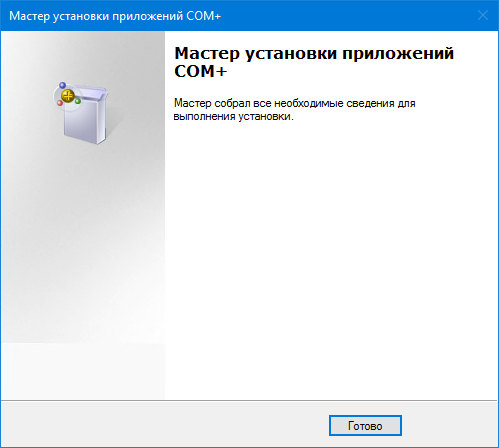 Мастер установки приложений COM+
Мастер установки приложений
COM+
Мастер собрал все необходимые сведения для
выполнения установки.
Готово